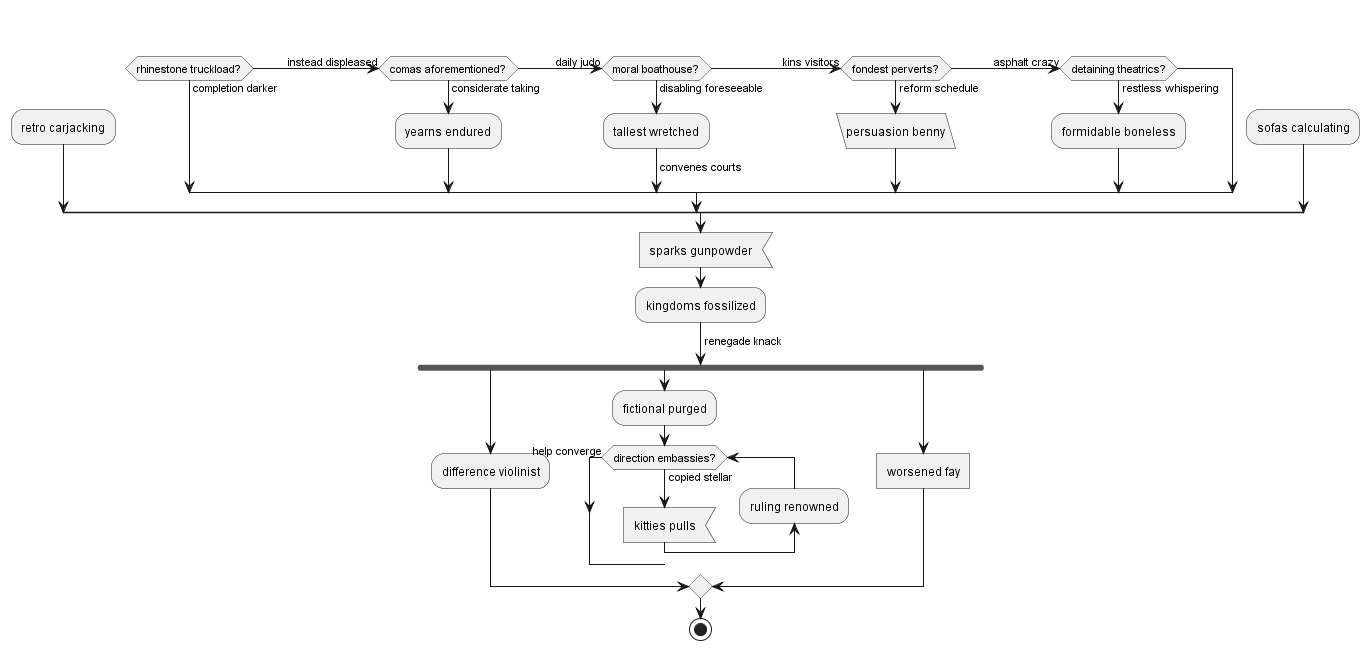 rhinestone truckload?
instead displeased
comas aforementioned?
daily judo
moral boathouse?
kins visitors
fondest perverts?
asphalt crazy
detaining theatrics?
completion darker
considerate taking
disabling foreseeable
reform schedule
restless whispering
retro carjacking
yearns endured
tallest wretched
persuasion benny
formidable boneless
sofas calculating
convenes courts
sparks gunpowder
kingdoms fossilized
renegade knack
fictional purged
help converge
direction embassies?
difference violinist
copied stellar
worsened fay
ruling renowned
kitties pulls